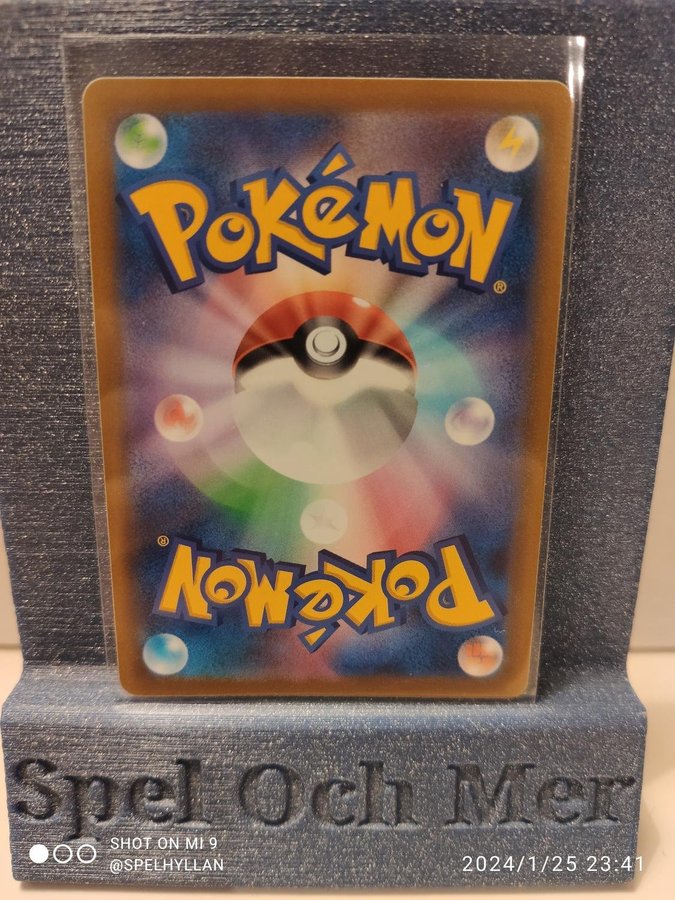 POKéMON®
POKéMON®
Spel Och Mer
SHOT ON MI 9
@SPELHYLLAN
2024/1/25 23:41